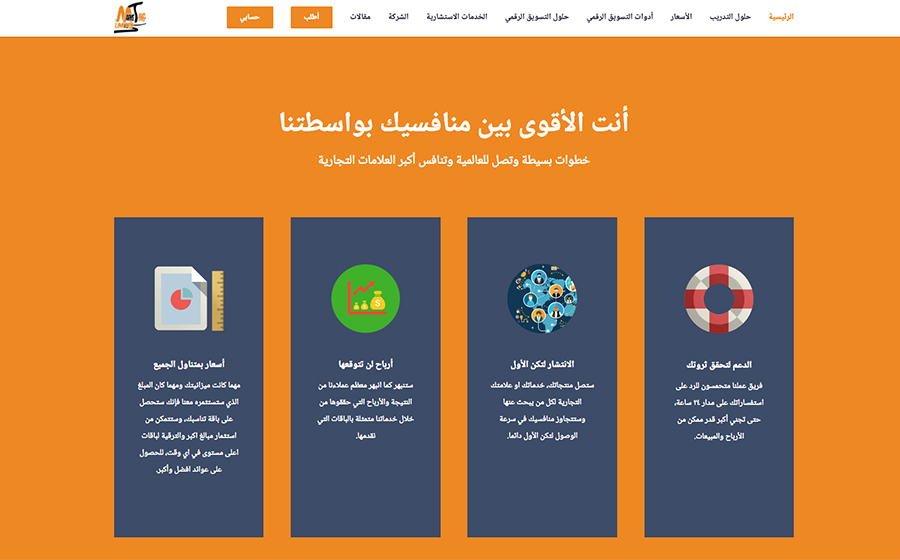 الرئيسية
حلول التدريب
الأسعار
أدوات التسويق الرقمي
حلول التسويق الرقمي
الخدمات الاستشارية
الشركة
مقالات
أطلب
حسابي
أنت الأقوى بين منافسيك بواسطتنا
خطوات بسيطة وتصل للعالمية وتنافس أكبر العلامات التجارية
الدعم لتحقق ثروتك
فريق عملنا متحمسون للرد على
استفساراتك على مدار ٢٤ ساعة،
حتى تجني أكبر قدر ممكن من
الأرباح والمبيعات.
الانتشار لتكن الأول
ستصل منتجاتك، خدماتك او علامتك
التجارية لكل من يبحث عنها
وستتجاوز منافسيك في سرعة
الوصول لتكن الأول دائما.
أرباح لن تتوقعها
ستنبهر كما انبهر معظم عملاءنا من
النتيجة والأرباح التي حققوها من
خلال خدماتنا متمثلة بالباقات التي
نقدمها.
أسعار بمتناول الجميع
مهما كانت ميزانيتك ومهما كان المبلغ
الذي ستستثمره معنا فإنك ستحصل
على باقة تناسبك، وستتمكن من
استثمار مبالغ اكبر والترقية لباقات
اعلى مستوى في اي وقت، للحصول
على عوائد افضل وأكبر.